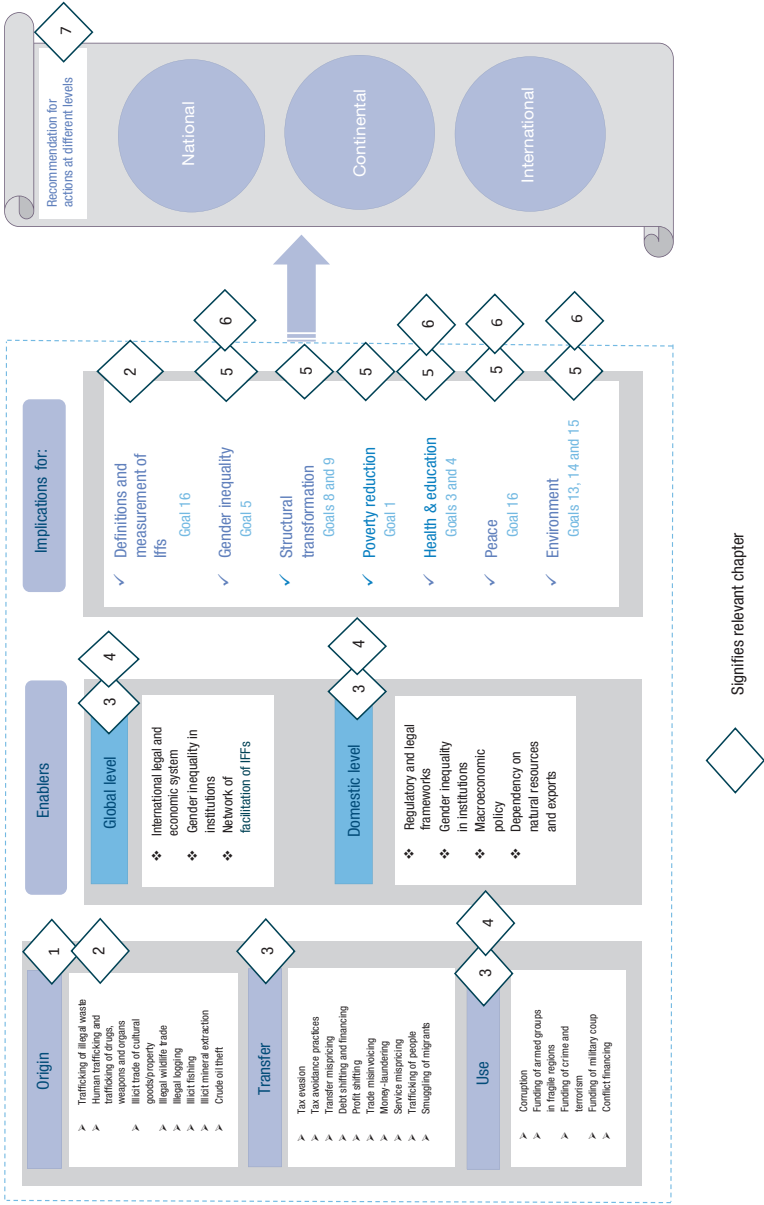 Origin
1
2
Trafficking of illegal waste
Human trafficking and
trafficking of drugs,
weapons and organs
Illicit trade of cultural
goods/property
Illegal wildlife trade
Illegal logging
Illicit fishing
Illicit mineral extraction
Crude oil theft
Transfer
3
Tax evasion
Tax avoidance practices
Transfer mispricing
Debt shifting and financing
Profit shifting
Trade misinvoicing
Money-laundering
Service mispricing
Trafficking of people
Smuggling of migrants
Use
3
4
Corruption
Funding of armed groups
in fragile regions
Funding of crime and
terrorism
Funding of military coup
Conflict financing
Enablers
Global level
3
4
International legal and
economic system
Gender inequality in
institutions
Network of
facilitation of IFFs
Domestic level
3
4
Regulatory and legal
frameworks
Gender inequality
in institutions
Macroeconomic
policy
Dependency on
natural resources
and exports
Implications for:
Definitions and
measurement of
Iffs
Goal 16
2
Gender inequality
Goal 5
5
6
Structural
transformation
Goals 8 and 9
5
Poverty reduction
Goal 1
5
Health & education
Goals 3 and 4
5
6
Peace
Goal 16
5
6
Environment
Goals 13, 14 and 15
5
6
Recommendation for
actions at different levels
7
National
Continental
International
Signifies relevant chapter